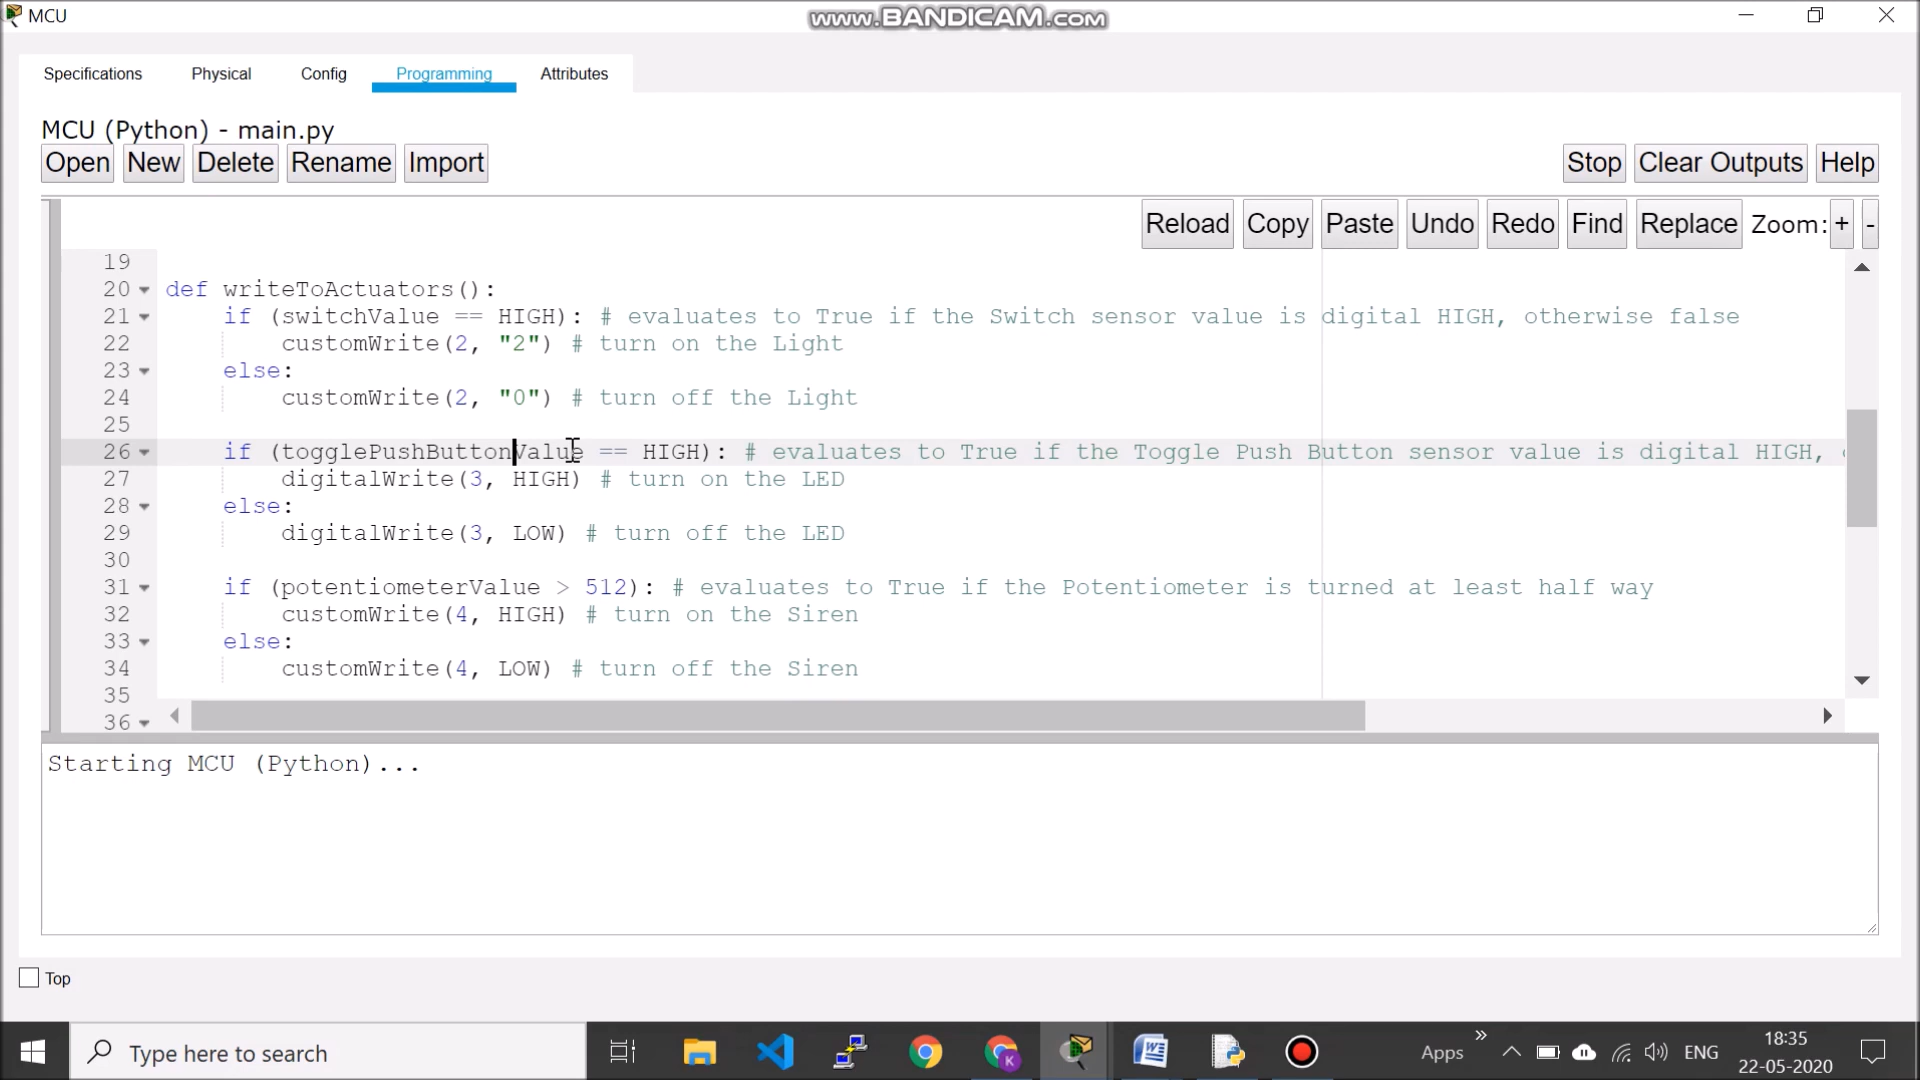 MCU
www.BANDICAM.com
Specifications Physical Config Programming Attributes
MCU (Python) - main.py
Open New Delete Rename Import Stop Clear Outputs Help
Reload Copy Paste Undo Redo Find Replace Zoom: + -
19
20 def writeToActuators():
21 if (switchValue == HIGH): # evaluates to True if the Switch sensor value is digital HIGH, otherwise false
22 customWrite(2, "2") # turn on the Light
23 else:
24 customWrite(2, "0") # turn off the Light
25
26 if (togglePushButtonValue == HIGH): # evaluates to True if the Toggle Push Button sensor value is digital HIGH,
27 digitalWrite(3, HIGH) # turn on the LED
28 else:
29 digitalWrite(3, LOW) # turn off the LED
30
31 if (potentiometerValue > 512): # evaluates to True if the Potentiometer is turned at least half way
32 customWrite(4, HIGH) # turn on the Siren
33 else:
34 customWrite(4, LOW) # turn off the Siren
35
36
Starting MCU (Python)...
Top
Type here to search
Apps » ENG
18:35
22-05-2020